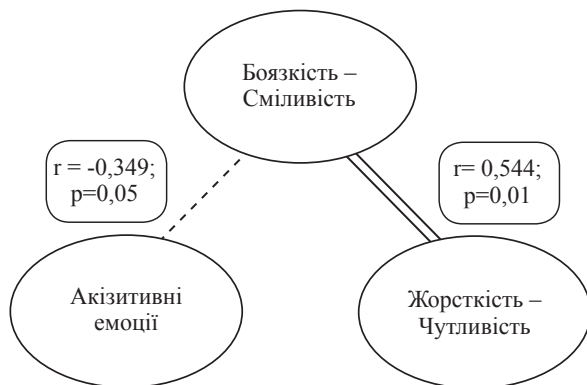 Боязкість –
Сміливість
r = -0,349;
p=0,05
r= 0,544;
p=0,01
Акізитивні
емоції
Жорсткість –
Чутливість